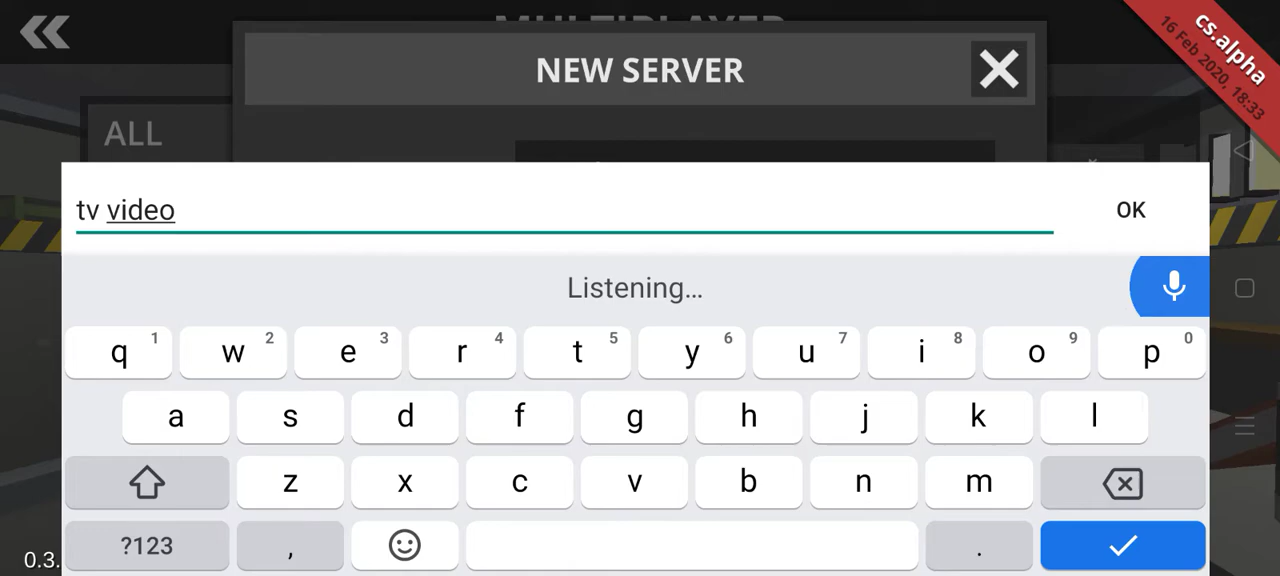 MULTIPLAYER
cs.alpha
16 Feb 2020, 18:33
NEW SERVER
ALL
tv video
OK
Listening...
q 1 w 2 e 3 r 4 t 5 y 6 u 7 i 8 o 9 p 0
a s d f g h j k l
z x c v b n m
?123 , .
0.3.